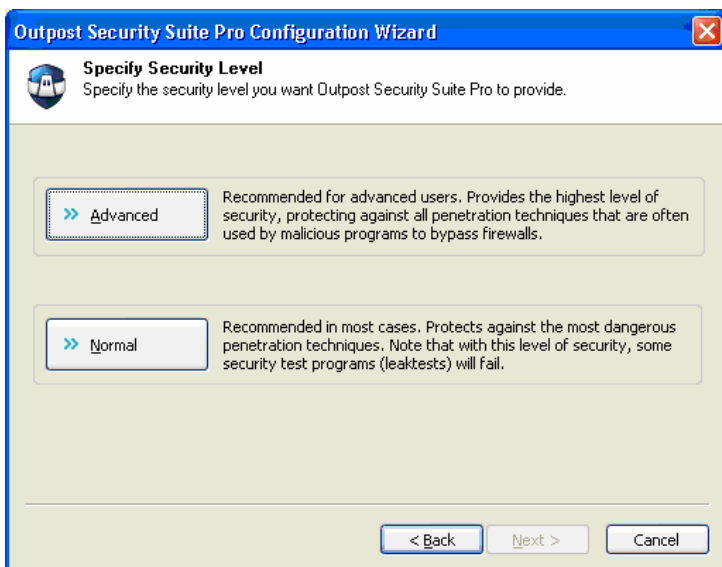 Outpost Security Suite Pro Configuration Wizard
Specify Security Level
Specify the security level you want Outpost Security Suite Pro to provide.
Advanced
Recommended for advanced users. Provides the highest level of
security, protecting against all penetration techniques that are often
used by malicious programs to bypass firewalls.
Normal
Recommended in most cases. Protects against the most dangerous
penetration techniques. Note that with this level of security, some
security test programs (leaktests) will fail.
< Back
Next >
Cancel